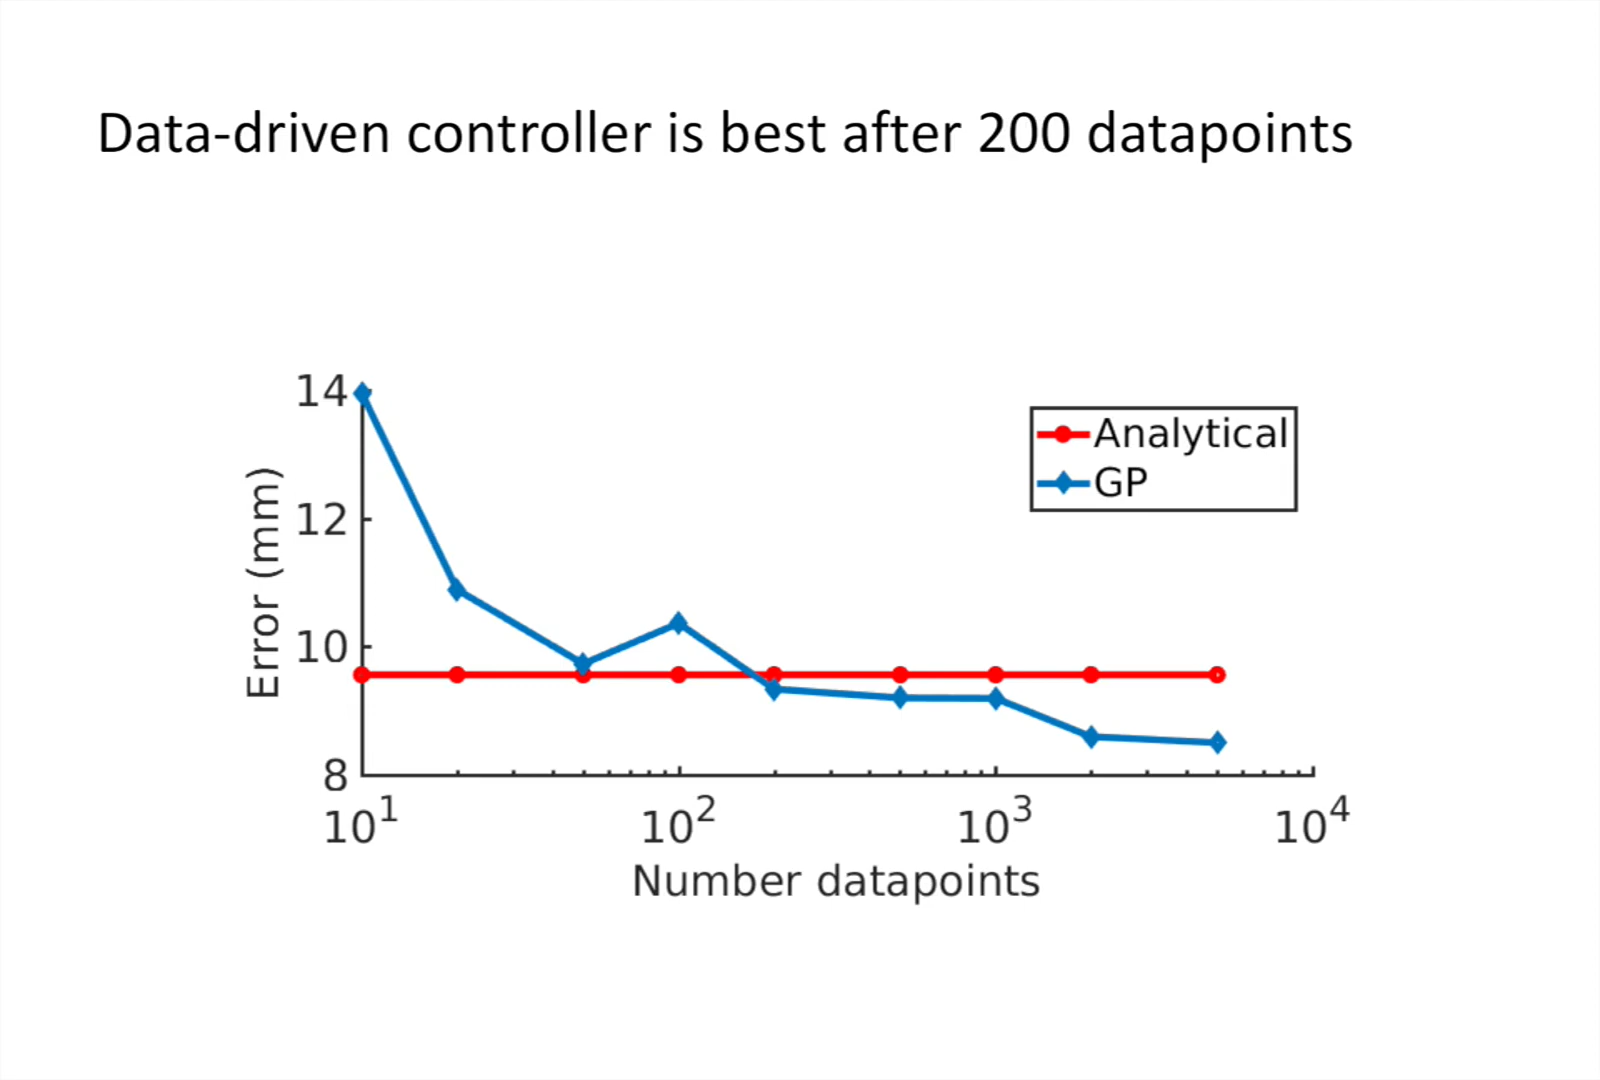 Data-driven controller is best after 200 datapoints
14
12
10
8
Error (mm)
Analytical
GP
10^1
10^2
10^3
10^4
Number datapoints